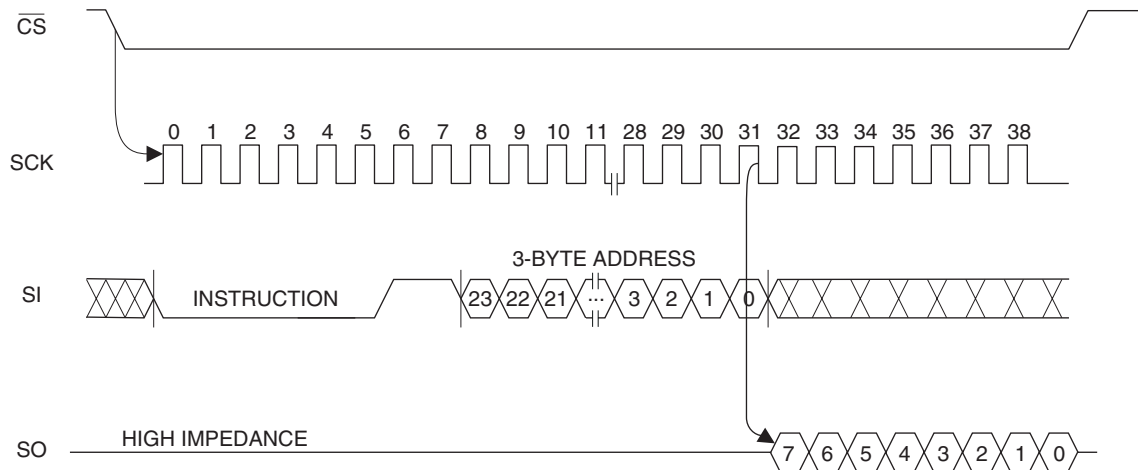 CS
0 1 2 3 4 5 6 7 8 9 10 11 28 29 30 31 32 33 34 35 36 37 38
SCK
3-BYTE ADDRESS
SI INSTRUCTION 23 22 21 ... 3 2 1 0
HIGH IMPEDANCE
SO 7 6 5 4 3 2 1 0